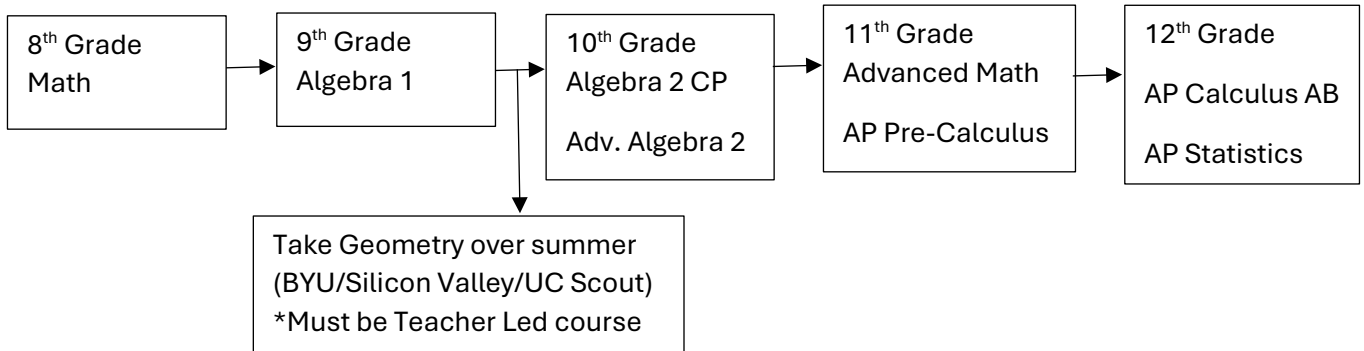 8th Grade
Math
9th Grade
Algebra 1
10th Grade
Algebra 2 CP
Adv. Algebra 2
11th Grade
Advanced Math
AP Pre-Calculus
12th Grade
AP Calculus AB
AP Statistics
Take Geometry over summer
(BYU/Silicon Valley/UC Scout)
*Must be Teacher Led course